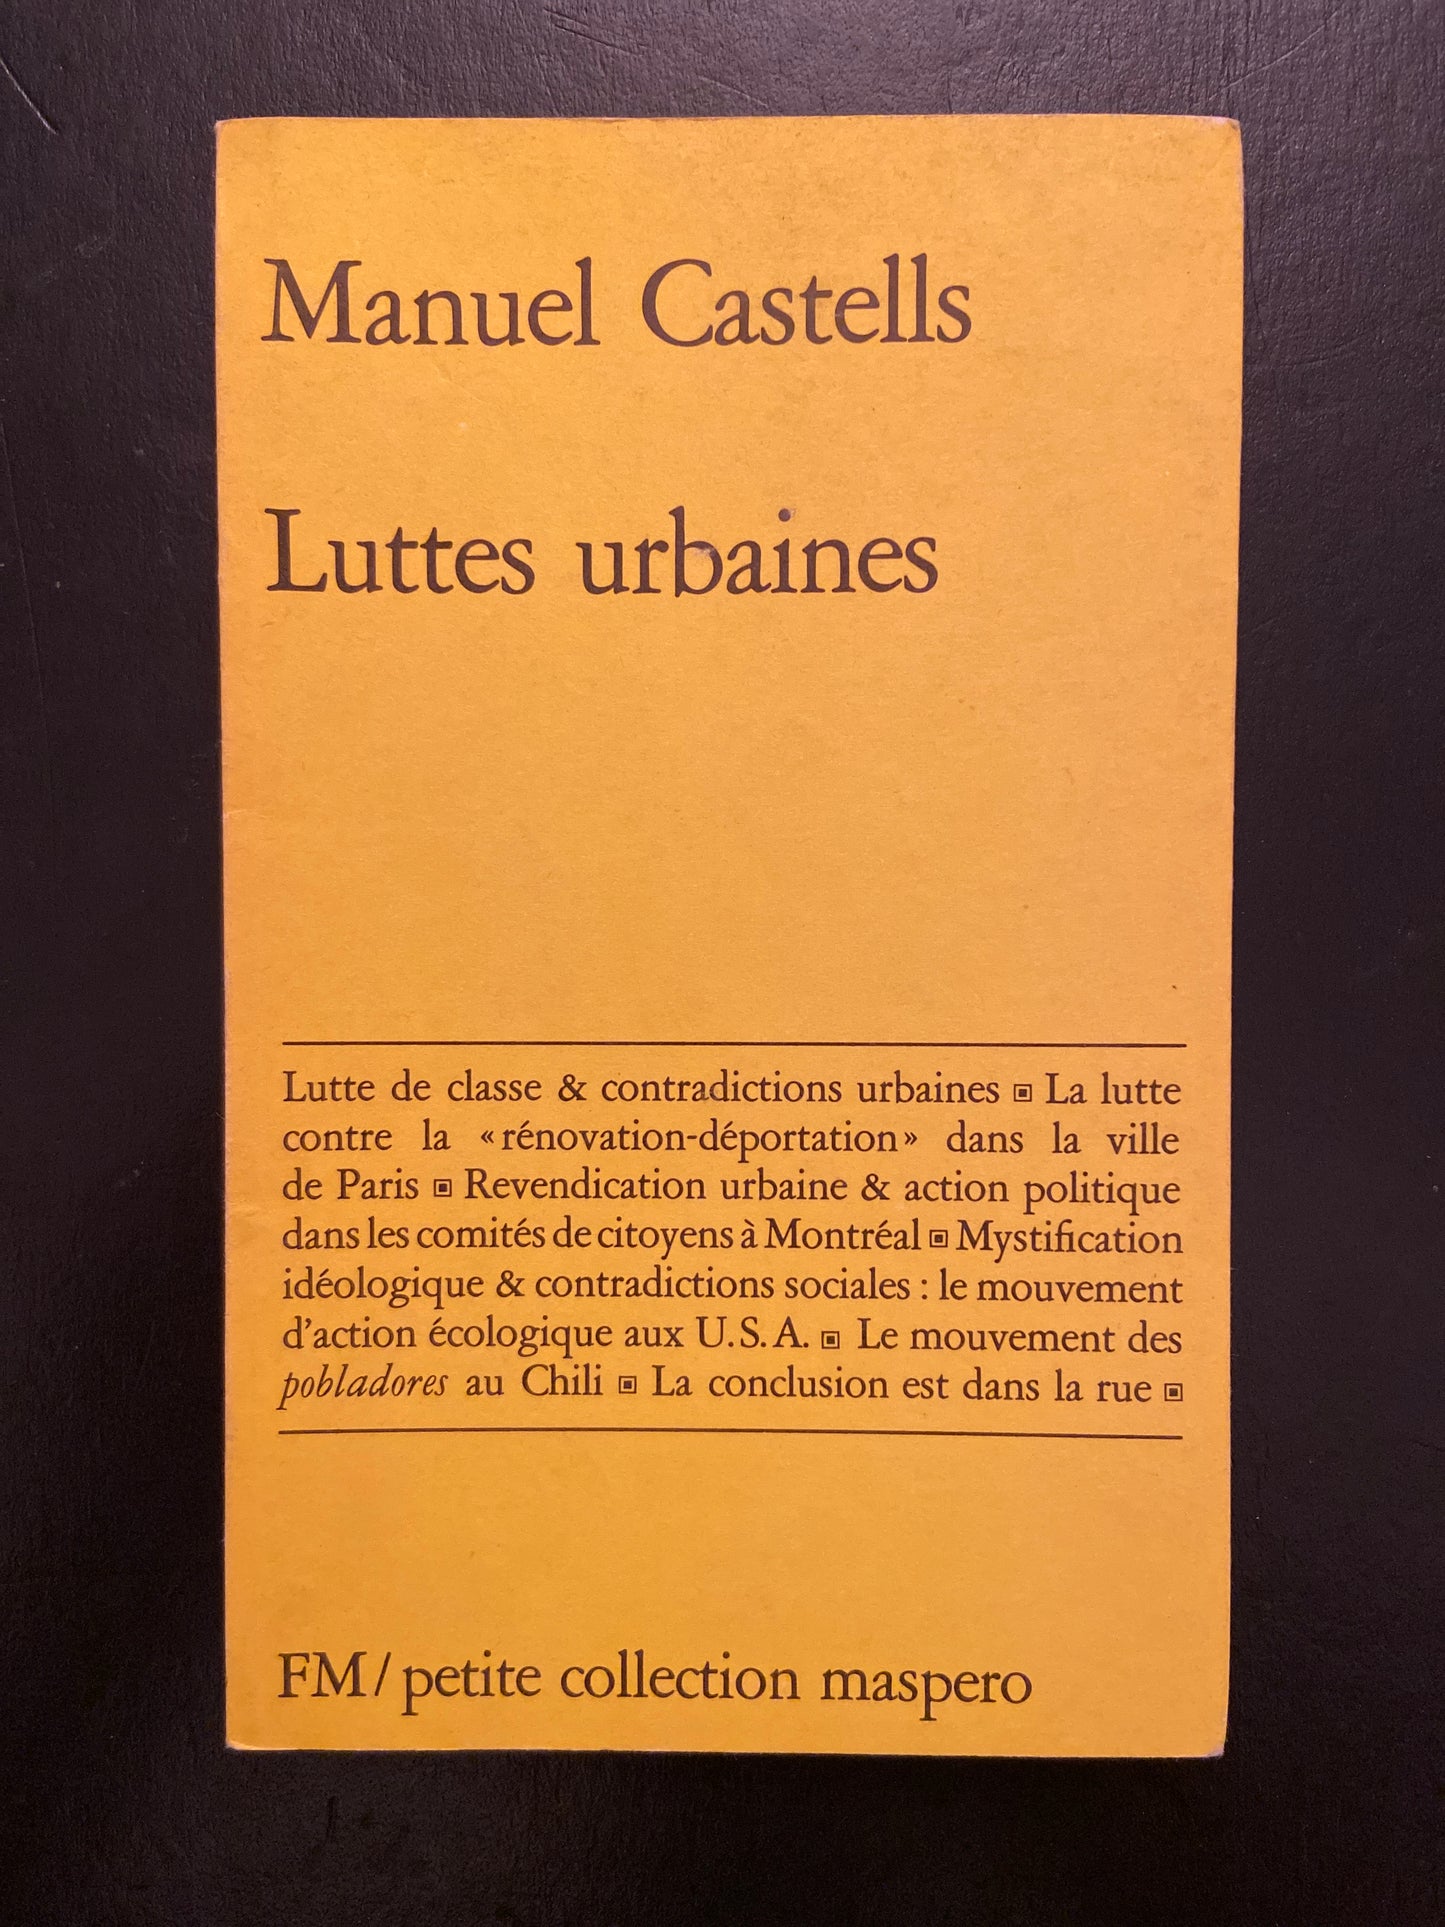 Manuel Castells
Luttes urbaines
Lutte de classe & contradictions urbaines ▣ La lutte
contre la «rénovation-déportation» dans la ville
de Paris ▣ Revendication urbaine & action politique
dans les comités de citoyens à Montréal ▣ Mystification
idéologique & contradictions sociales : le mouvement
d'action écologique aux U.S.A. ▣ Le mouvement des
pobladores au Chili ▣ La conclusion est dans la rue ▣
FM/petite collection maspero